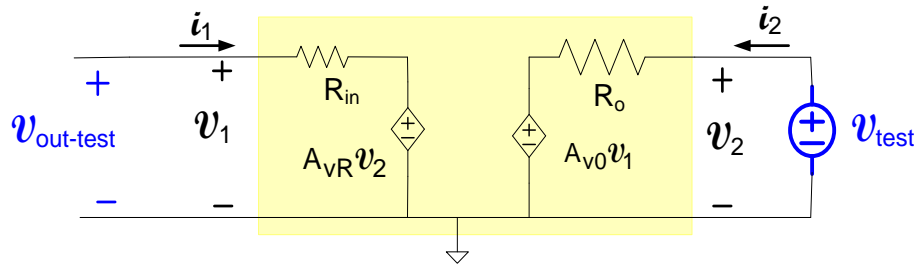 i1
i2
+
+
Rin
+
−
+
−
Ro
+
+
−
vout-test
v1
AvRv2
Av0v1
v2
vtest
−
−
−